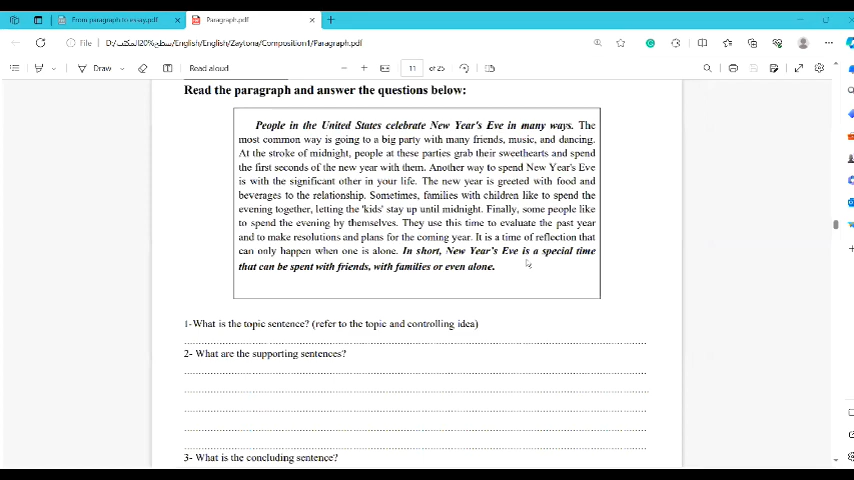 From paragraph to essay.pdf
Paragraph.pdf
File
D:/سطح%20المكتب/English/English/Zaytona/Composition1/Paragraph.pdf
Draw
Read aloud
11 of 25
Read the paragraph and answer the questions below:
People in the United States celebrate New Year's Eve in many ways. The
most common way is going to a big party with many friends, music, and dancing.
At the stroke of midnight, people at these parties grab their sweethearts and spend
the first seconds of the new year with them. Another way to spend New Year's Eve
is with the significant other in your life. The new year is greeted with food and
beverages to the relationship. Sometimes, families with children like to spend the
evening together, letting the 'kids' stay up until midnight. Finally, some people like
to spend the evening by themselves. They use this time to evaluate the past year
and to make resolutions and plans for the coming year. It is a time of reflection that
can only happen when one is alone. In short, New Year's Eve is a special time
that can be spent with friends, with families or even alone.
1-What is the topic sentence? (refer to the topic and controlling idea)
2- What are the supporting sentences?
3- What is the concluding sentence?